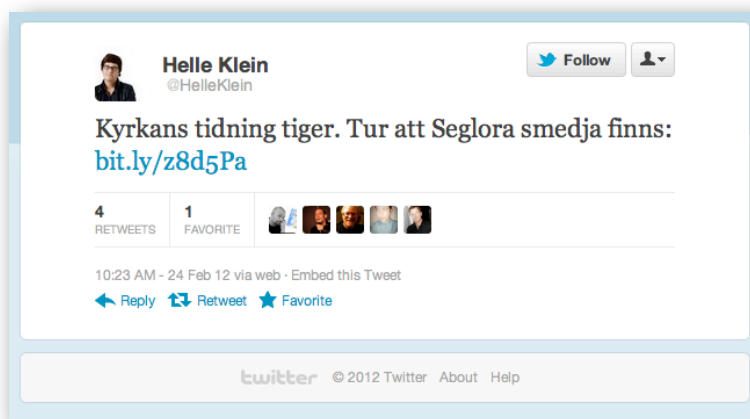 Helle Klein
@HelleKlein
Follow
Kyrkans tidning tiger. Tur att Seglora smedja finns:
bit.ly/z8d5Pa
4
RETWEETS
1
FAVORITE
10:23 AM - 24 Feb 12 via web · Embed this Tweet
Reply Retweet Favorite
twitter © 2012 Twitter About Help